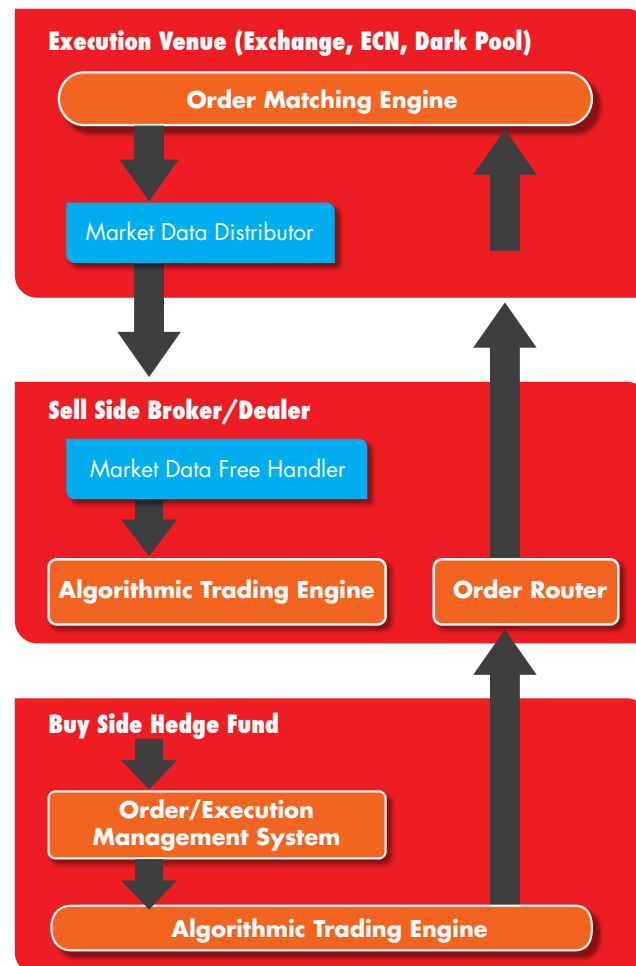 Execution Venue (Exchange, ECN, Dark Pool)
Order Matching Engine
Market Data Distributor
Sell Side Broker/Dealer
Market Data Free Handler
Algorithmic Trading Engine
Order Router
Buy Side Hedge Fund
Order/Execution
Management System
Algorithmic Trading Engine